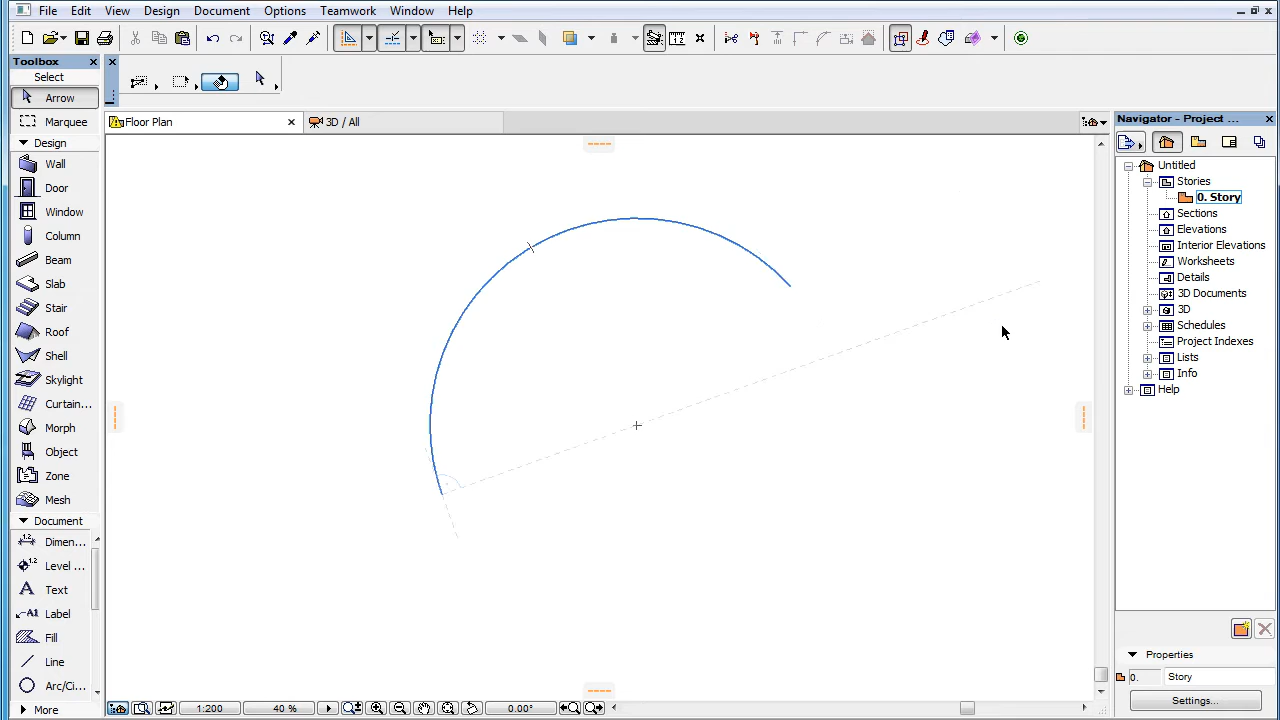 File Edit View Design Document Options Teamwork Window Help
Toolbox
Select
Arrow
Marquee
Design
Wall
Door
Window
Column
Beam
Slab
Stair
Roof
Shell
Skylight
Curtain...
Morph
Object
Zone
Mesh
Document
Dimen...
Level ...
Text
Label
Fill
Line
Arc/Ci...
More
Floor Plan
3D / All
1:200
40 %
0.00°
Navigator - Project ...
Untitled
Stories
0. Story
Sections
Elevations
Interior Elevations
Worksheets
Details
3D Documents
3D
Schedules
Project Indexes
Lists
Info
Help
Properties
0. Story
Settings...